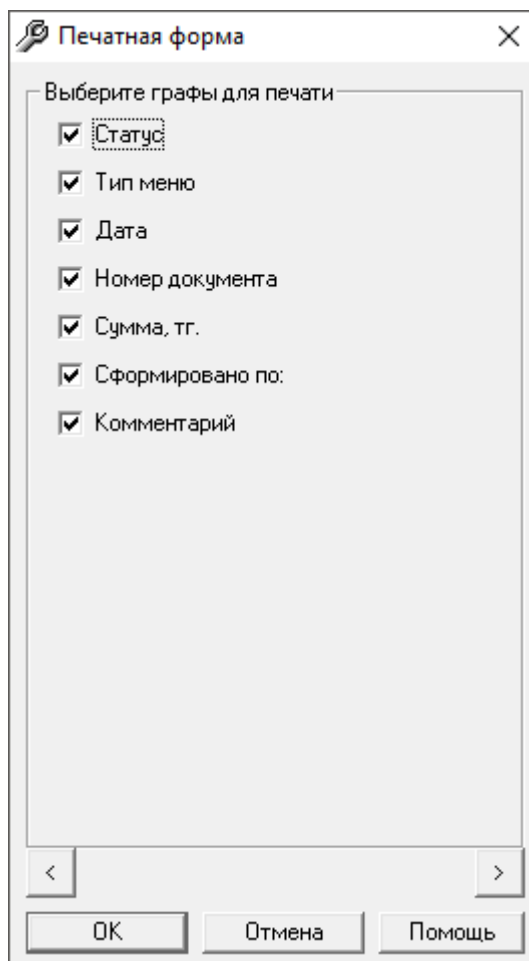 Печатная форма
Выберите графы для печати
Статус
Тип меню
Дата
Номер документа
Сумма, тг.
Сформировано по:
Комментарий
< >
OK Отмена Помощь